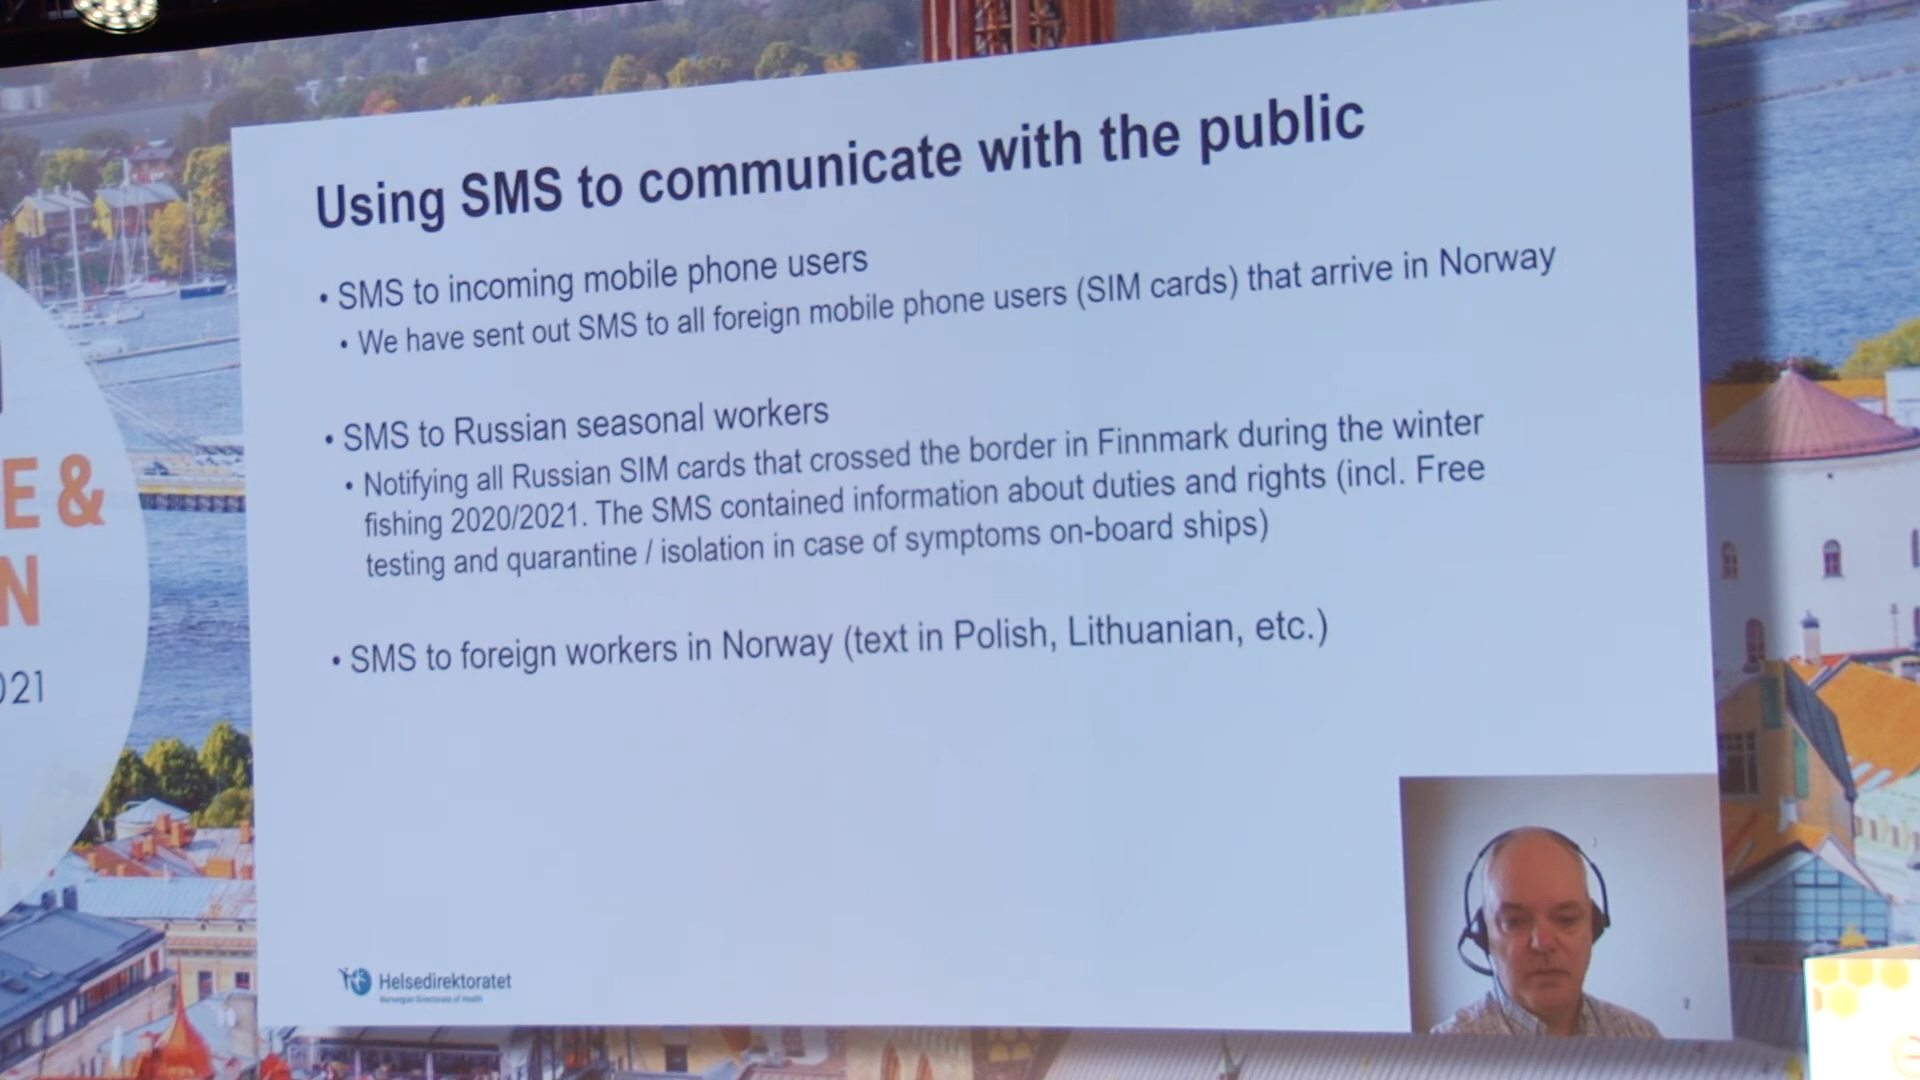 Using SMS to communicate with the public
• SMS to incoming mobile phone users
• We have sent out SMS to all foreign mobile phone users (SIM cards) that arrive in Norway
• SMS to Russian seasonal workers
• Notifying all Russian SIM cards that crossed the border in Finnmark during the winter
fishing 2020/2021. The SMS contained information about duties and rights (incl. Free
testing and quarantine / isolation in case of symptoms on-board ships)
• SMS to foreign workers in Norway (text in Polish, Lithuanian, etc.)
Helsedirektoratet
Norwegian Directorate of Health
E &
N
021